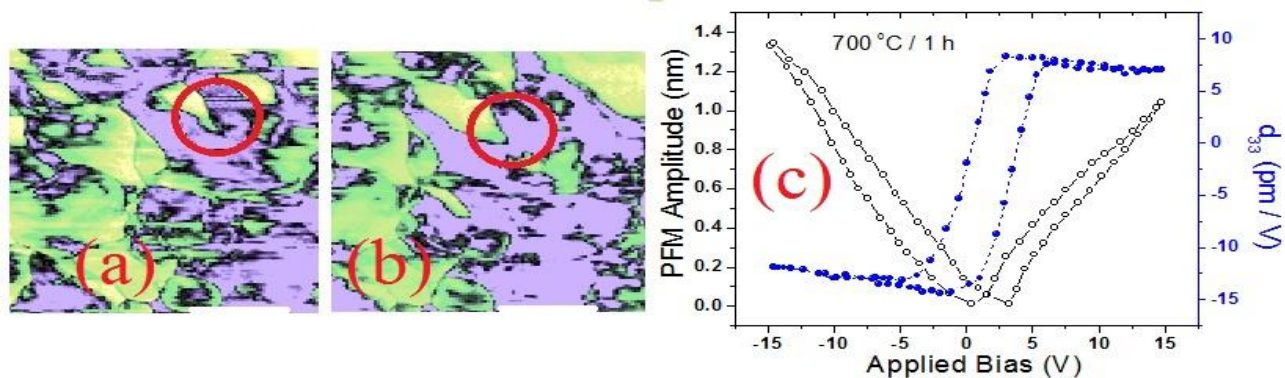 (a)
(b)
(c)
700 °C / 1 h
PFM Amplitude (nm)
1.4
1.2
1.0
0.8
0.6
0.4
0.2
0.0
-15 -10 -5 0 5 10 15
Applied Bias (V)
10
5
0
-5
-10
-15
d33 (pm / V)